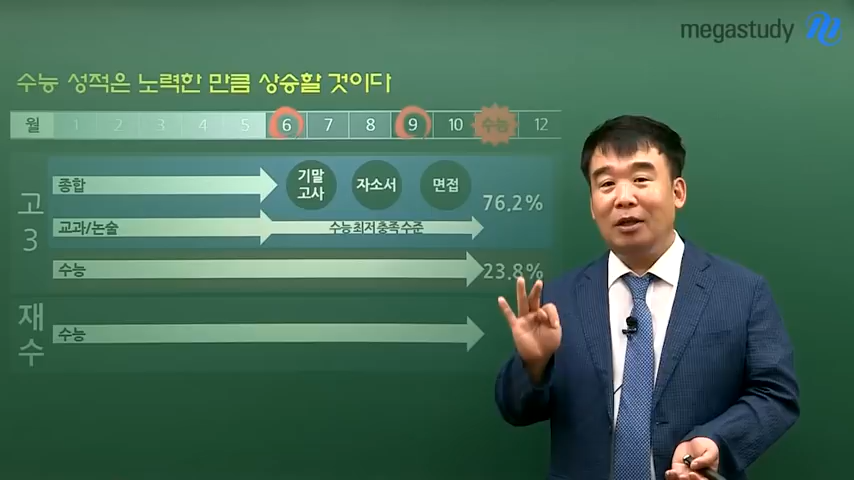 megastudy
수능 성적은 노력한 만큼 상승할 것이다
월 1 2 3 4 5 6 7 8 9 10 수능 12
고3
종합 기말고사 자소서 면접
76.2%
교과/논술 수능최저충족수준
수능 23.8%
재수
수능